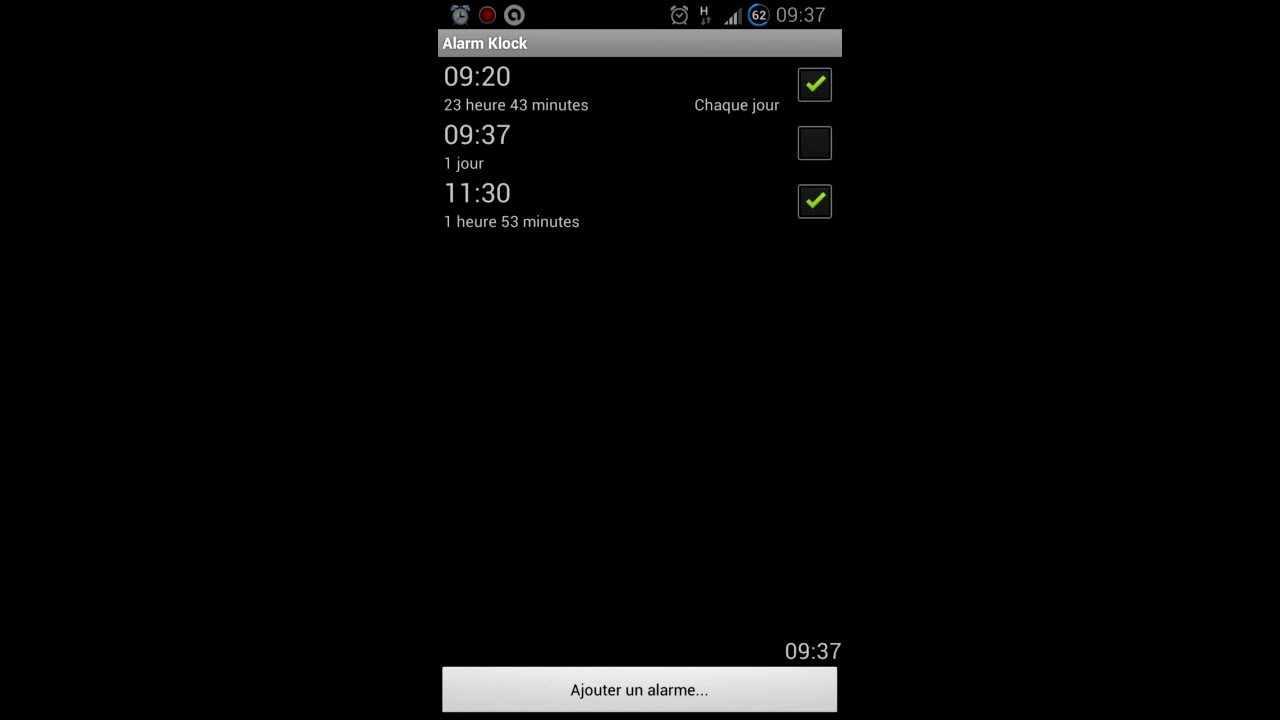 H 62 09:37
Alarm Klock
09:20
23 heure 43 minutes Chaque jour
09:37
1 jour
11:30
1 heure 53 minutes
09:37
Ajouter un alarme...